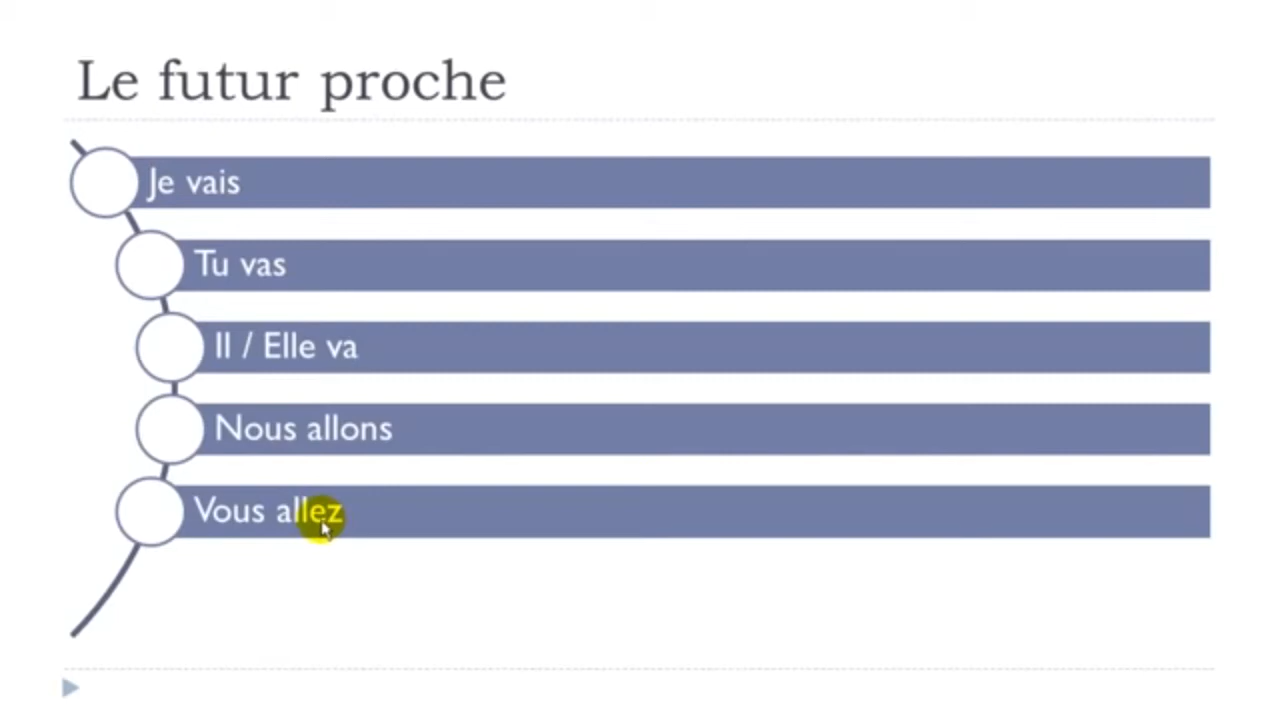 Le futur proche
Je vais
Tu vas
Il / Elle va
Nous allons
Vous allez